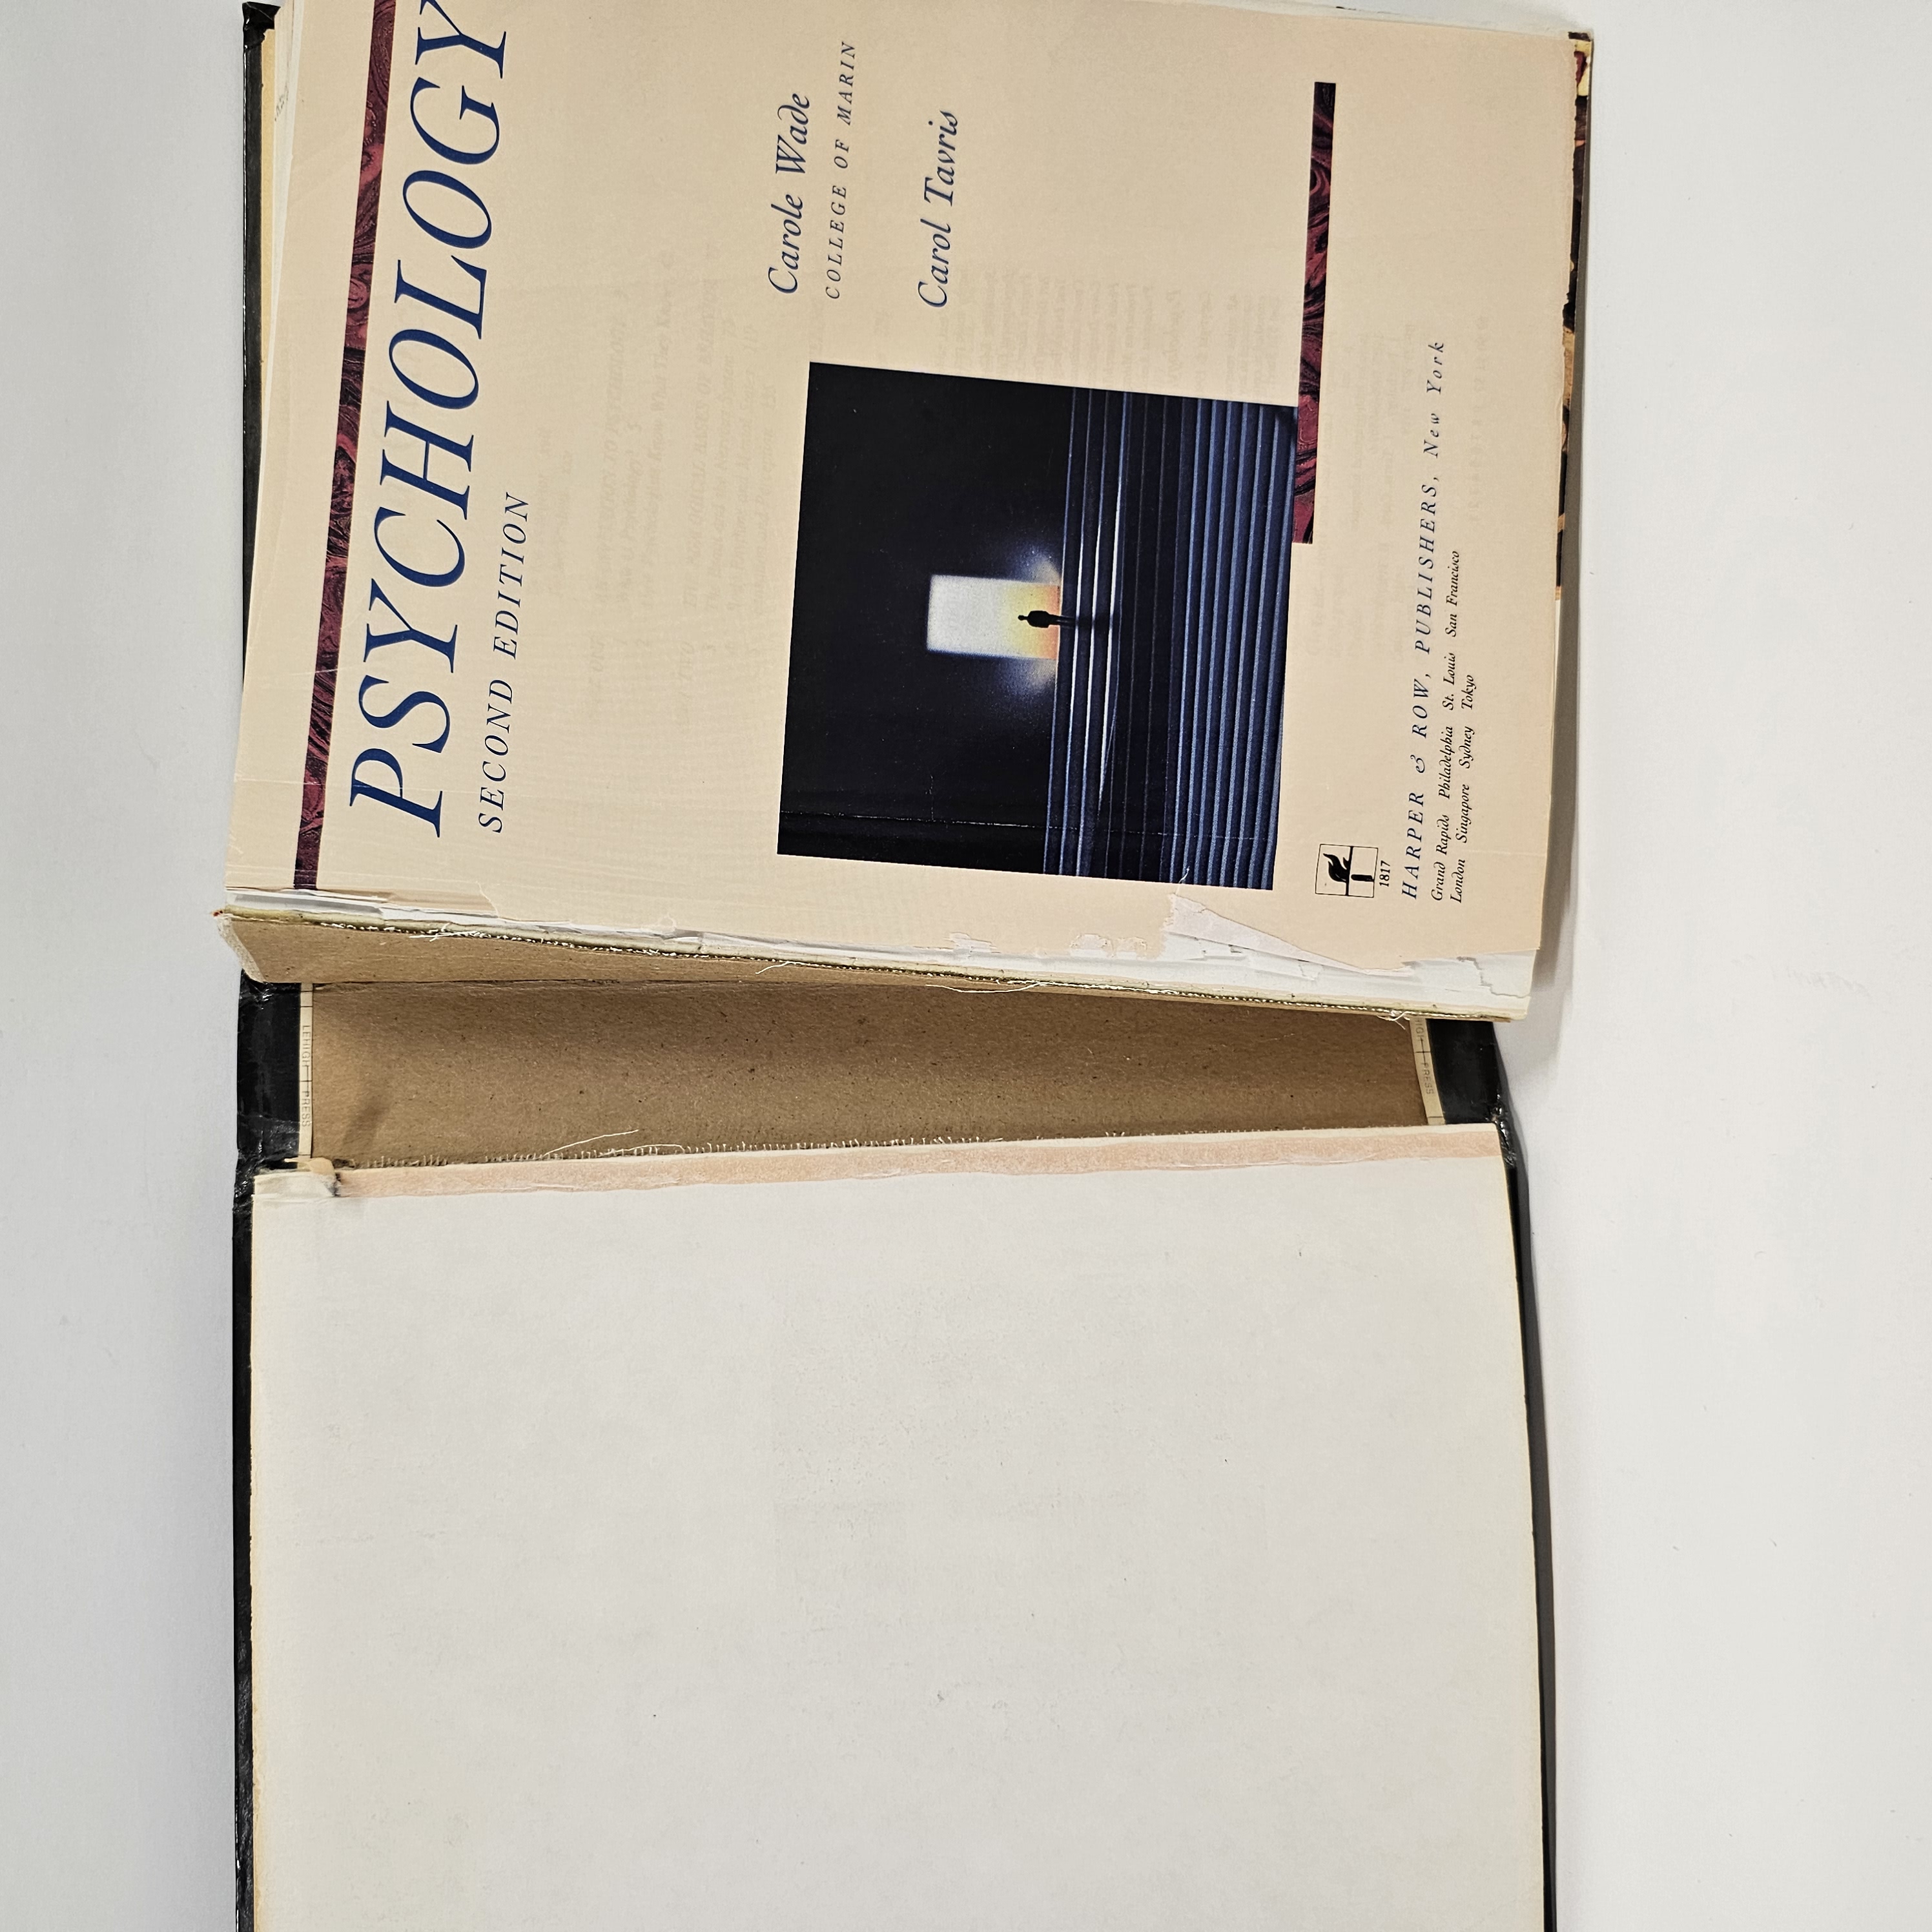 LEHIGH PRESS
PSYCHOLOGY
SECOND EDITION
Carole Wade
COLLEGE OF MARIN
Carol Tavris
1817
HARPER & ROW, PUBLISHERS, New York
Grand Rapids Philadelphia St. Louis San Francisco
London Singapore Sydney Tokyo
PRESS